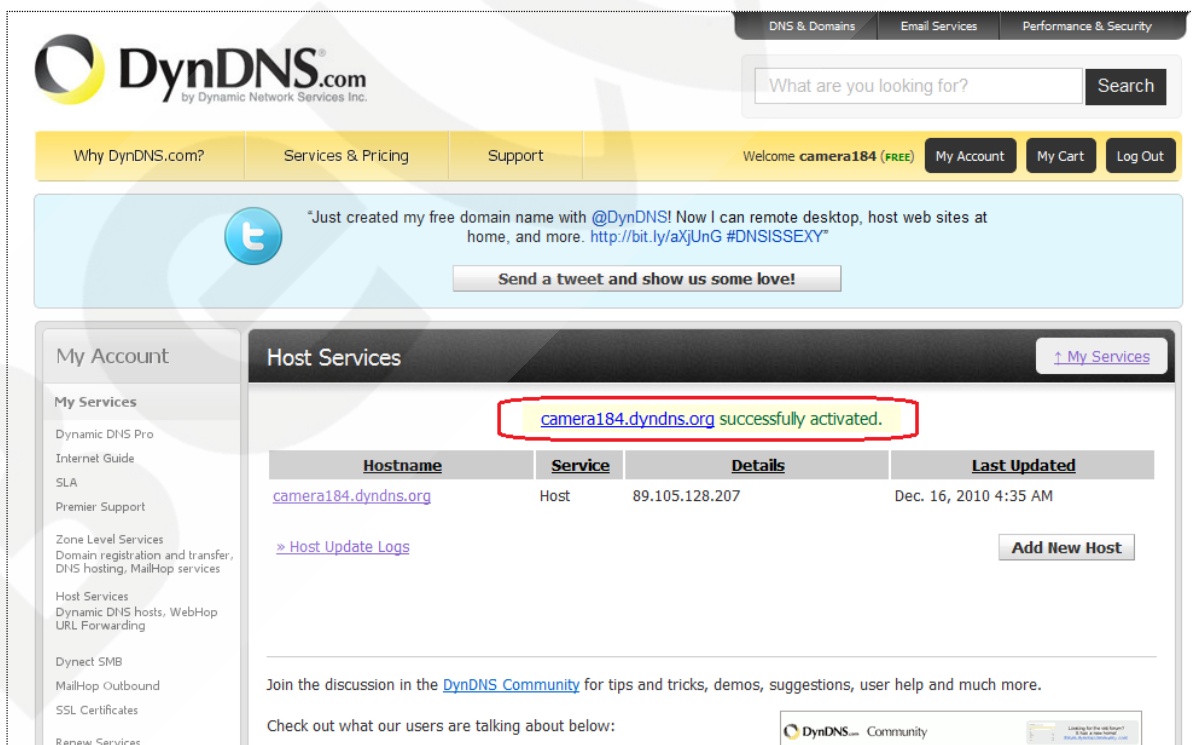 DNS & Domains Email Services Performance & Security
DynDNS.com
by Dynamic Network Services Inc.
What are you looking for? Search
Why DynDNS.com? Services & Pricing Support Welcome camera184 (FREE) My Account My Cart Log Out
"Just created my free domain name with @DynDNS! Now I can remote desktop, host web sites at
home, and more. http://bit.ly/aXjUnG #DNSISSEXY"
Send a tweet and show us some love!
My Account
My Services
Dynamic DNS Pro
Internet Guide
SLA
Premier Support
Zone Level Services
Domain registration and transfer,
DNS hosting, MailHop services
Host Services
Dynamic DNS hosts, WebHop
URL Forwarding
Dynect SMB
MailHop Outbound
SSL Certificates
Renew Services
Host Services ↑ My Services
camera184.dyndns.org successfully activated.
Hostname Service Details Last Updated
camera184.dyndns.org Host 89.105.128.207 Dec. 16, 2010 4:35 AM
» Host Update Logs Add New Host
Join the discussion in the DynDNS Community for tips and tricks, demos, suggestions, user help and much more.
Check out what our users are talking about below:
DynDNS Community